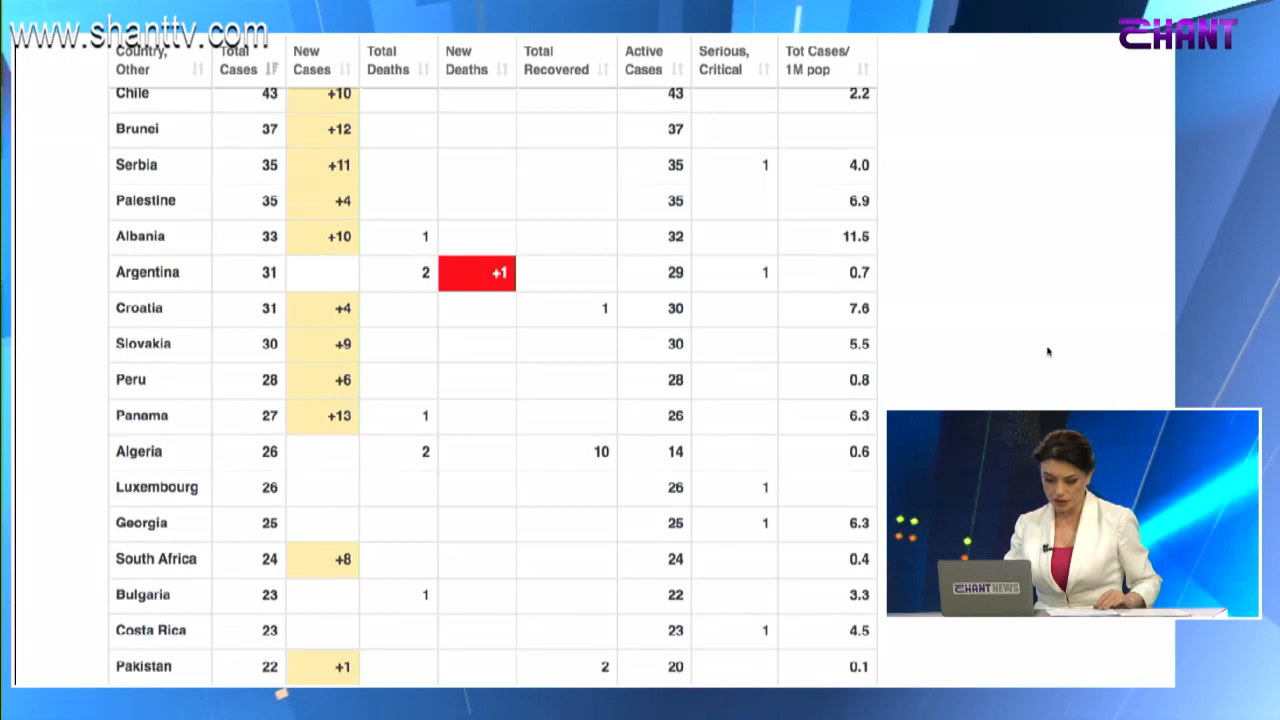 www.shanttv.com
SHANT
Country, Other Total Cases New Cases Total Deaths New Deaths Total Recovered Active Cases Serious, Critical Tot Cases/ 1M pop
Chile 43 +10 43 2.2
Brunei 37 +12 37
Serbia 35 +11 35 1 4.0
Palestine 35 +4 35 6.9
Albania 33 +10 1 32 11.5
Argentina 31 2 +1 29 1 0.7
Croatia 31 +4 1 30 7.6
Slovakia 30 +9 30 5.5
Peru 28 +6 28 0.8
Panama 27 +13 1 26 6.3
Algeria 26 2 10 14 0.6
Luxembourg 26 26 1
Georgia 25 25 1 6.3
South Africa 24 +8 24 0.4
Bulgaria 23 1 22 3.3
Costa Rica 23 23 1 4.5
Pakistan 22 +1 2 20 0.1
SHANT NEWS